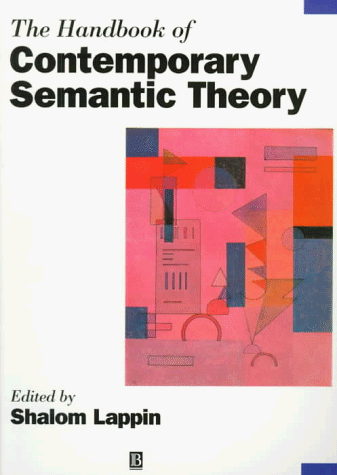 The Handbook of
Contemporary
Semantic Theory
Edited by
Shalom Lappin
B